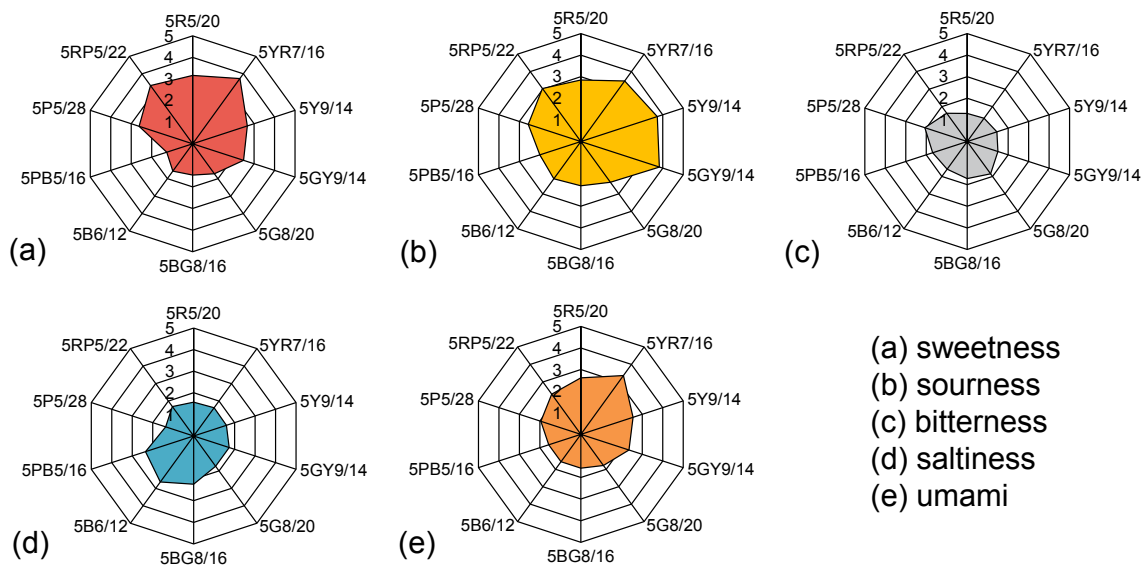 5R5/20
5YR7/16
5Y9/14
5GY9/14
5G8/20
5BG8/16
5B6/12
5PB5/16
5P5/28
5RP5/22
5
4
3
2
1
(a)
5R5/20
5YR7/16
5Y9/14
5GY9/14
5G8/20
5BG8/16
5B6/12
5PB5/16
5P5/28
5RP5/22
5
4
3
2
1
(b)
5R5/20
5YR7/16
5Y9/14
5GY9/14
5G8/20
5BG8/16
5B6/12
5PB5/16
5P5/28
5RP5/22
5
4
3
2
1
(c)
5R5/20
5YR7/16
5Y9/14
5GY9/14
5G8/20
5BG8/16
5B6/12
5PB5/16
5P5/28
5RP5/22
5
4
3
2
1
(d)
5R5/20
5YR7/16
5Y9/14
5GY9/14
5G8/20
5BG8/16
5B6/12
5PB5/16
5P5/28
5RP5/22
5
4
3
2
1
(e)
(a) sweetness
(b) sourness
(c) bitterness
(d) saltiness
(e) umami